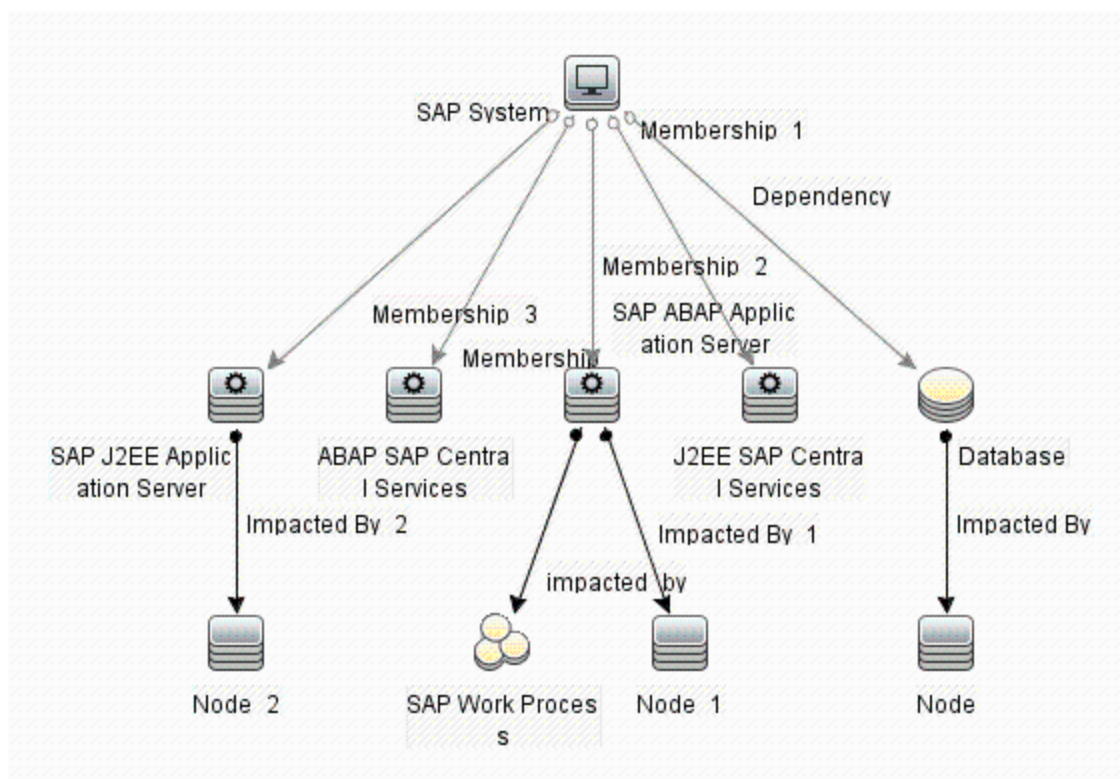 SAP System
Membership 1
Dependency
Membership 2
Membership 3
SAP ABAP Applic
ation Server
Membership
SAP J2EE Applic
ation Server
ABAP SAP Centra
l Services
J2EE SAP Centra
l Services
Database
Impacted By 2
Impacted By 1
Impacted By
impacted by
Node 2
SAP Work Proces
s
Node 1
Node